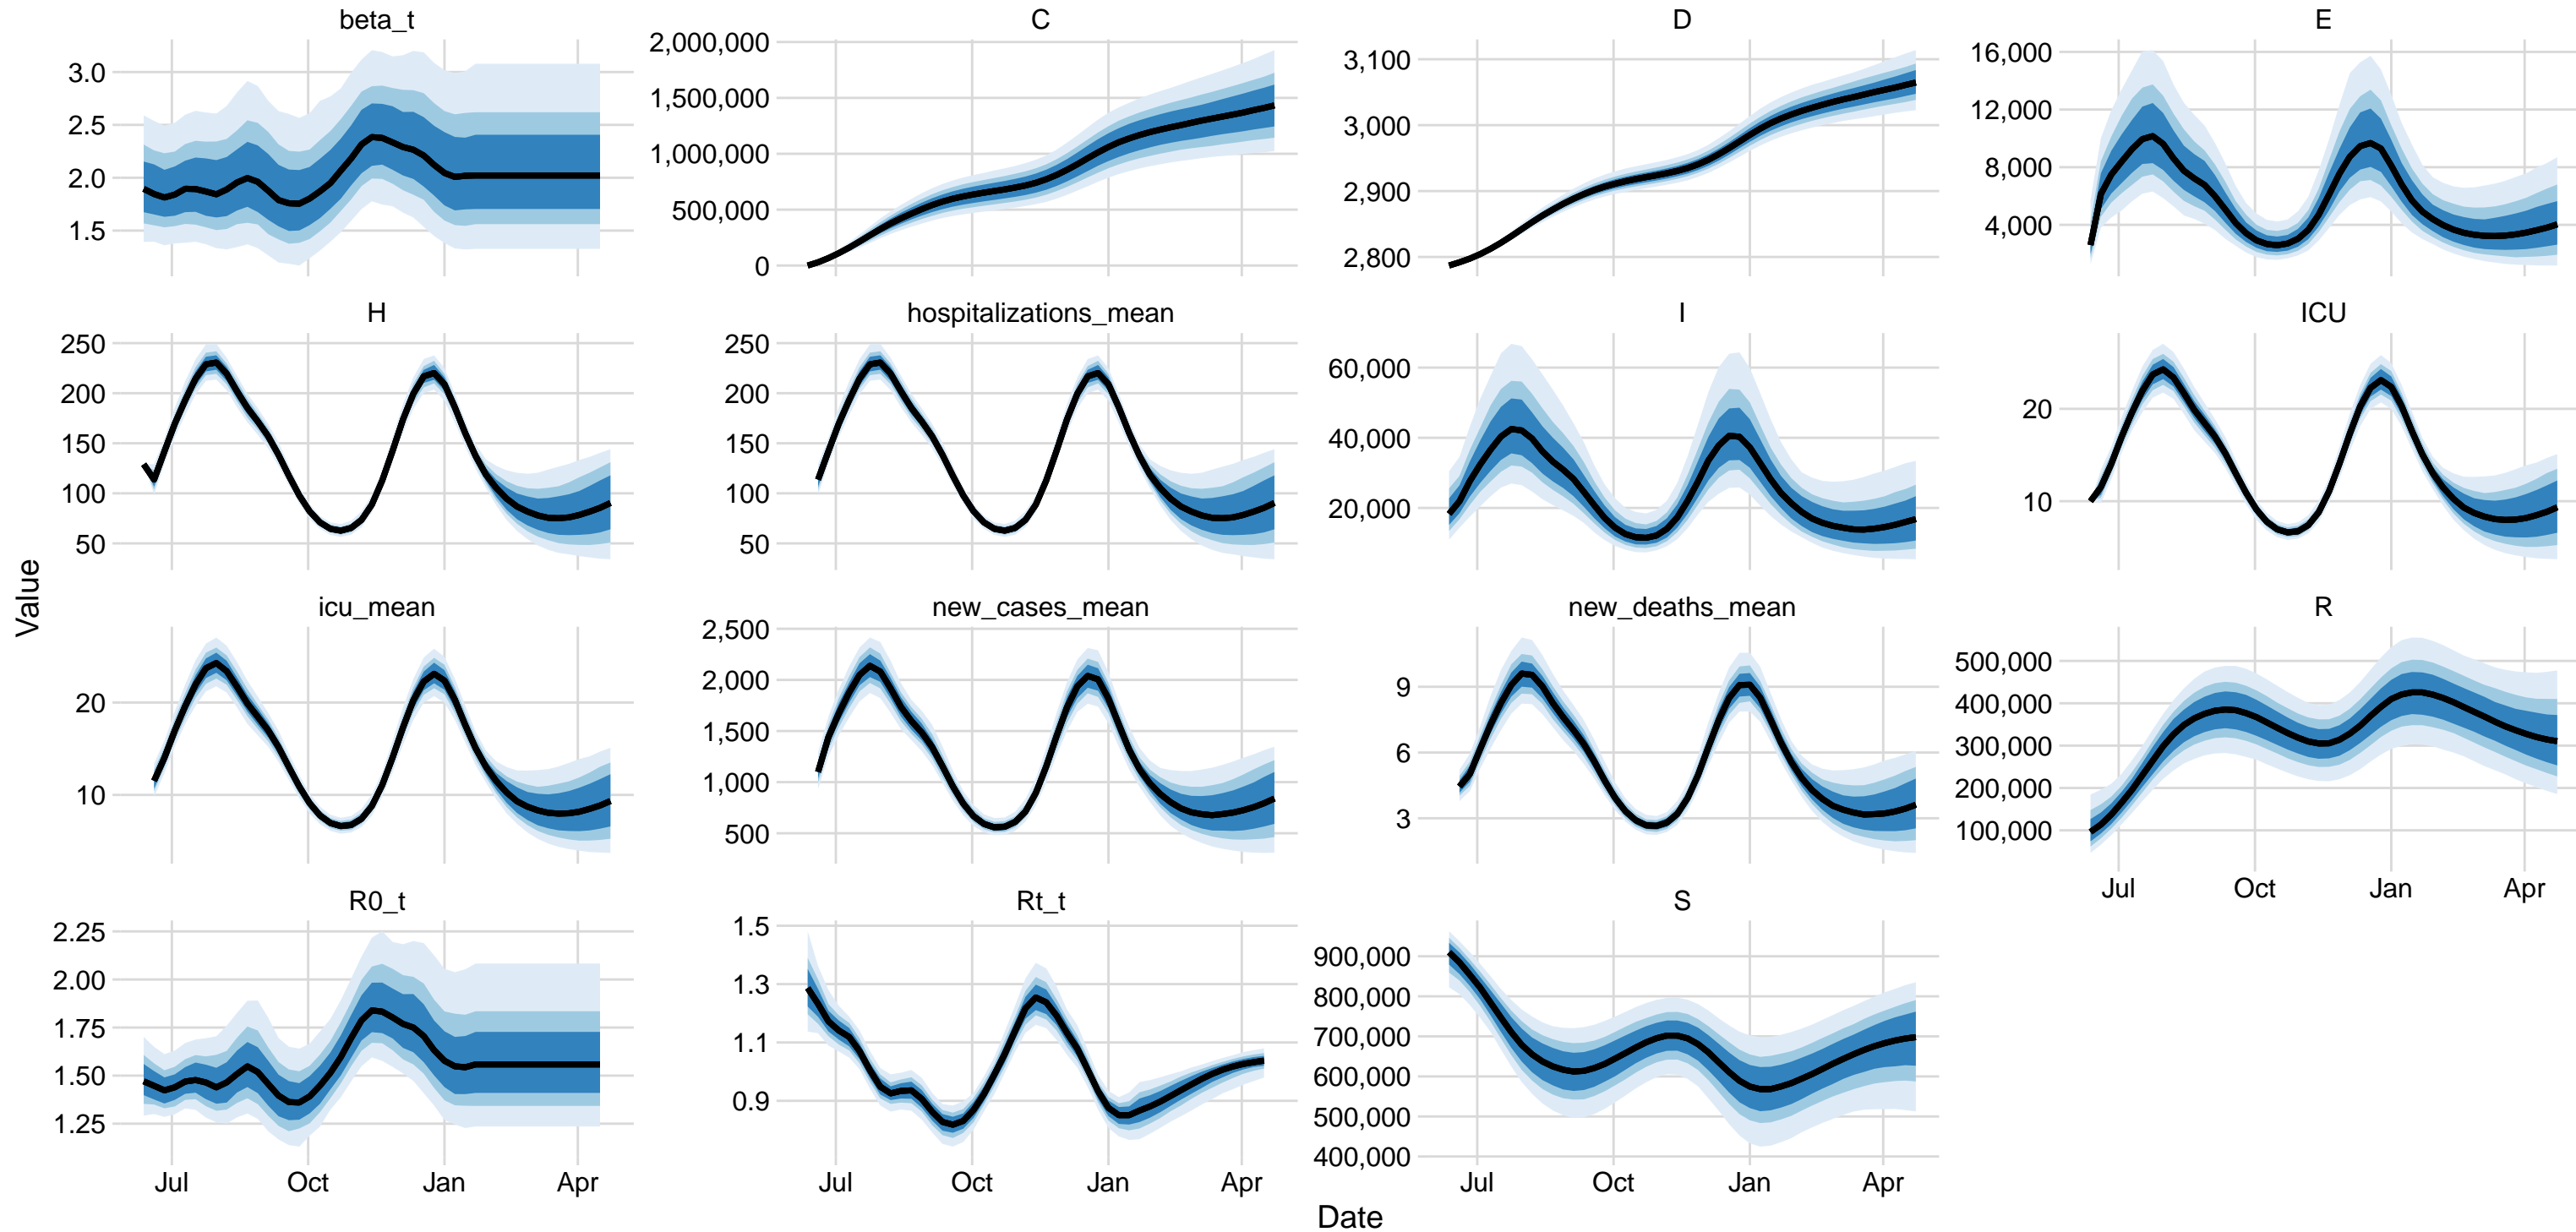 beta_t
C
D
E
3.0
2.5
2.0
1.5
2,000,000
1,500,000
1,000,000
500,000
0
3,100
3,000
2,900
2,800
16,000
12,000
8,000
4,000
H
hospitalizations_mean
I
ICU
250
200
150
100
50
250
200
150
100
50
60,000
40,000
20,000
20
10
Value
icu_mean
new_cases_mean
new_deaths_mean
R
20
10
2,500
2,000
1,500
1,000
500
9
6
3
500,000
400,000
300,000
200,000
100,000
Jul Oct Jan Apr
R0_t
Rt_t
S
2.25
2.00
1.75
1.50
1.25
1.5
1.3
1.1
0.9
900,000
800,000
700,000
600,000
500,000
400,000
Jul Oct Jan Apr
Jul Oct Jan Apr
Jul Oct Jan Apr
Date